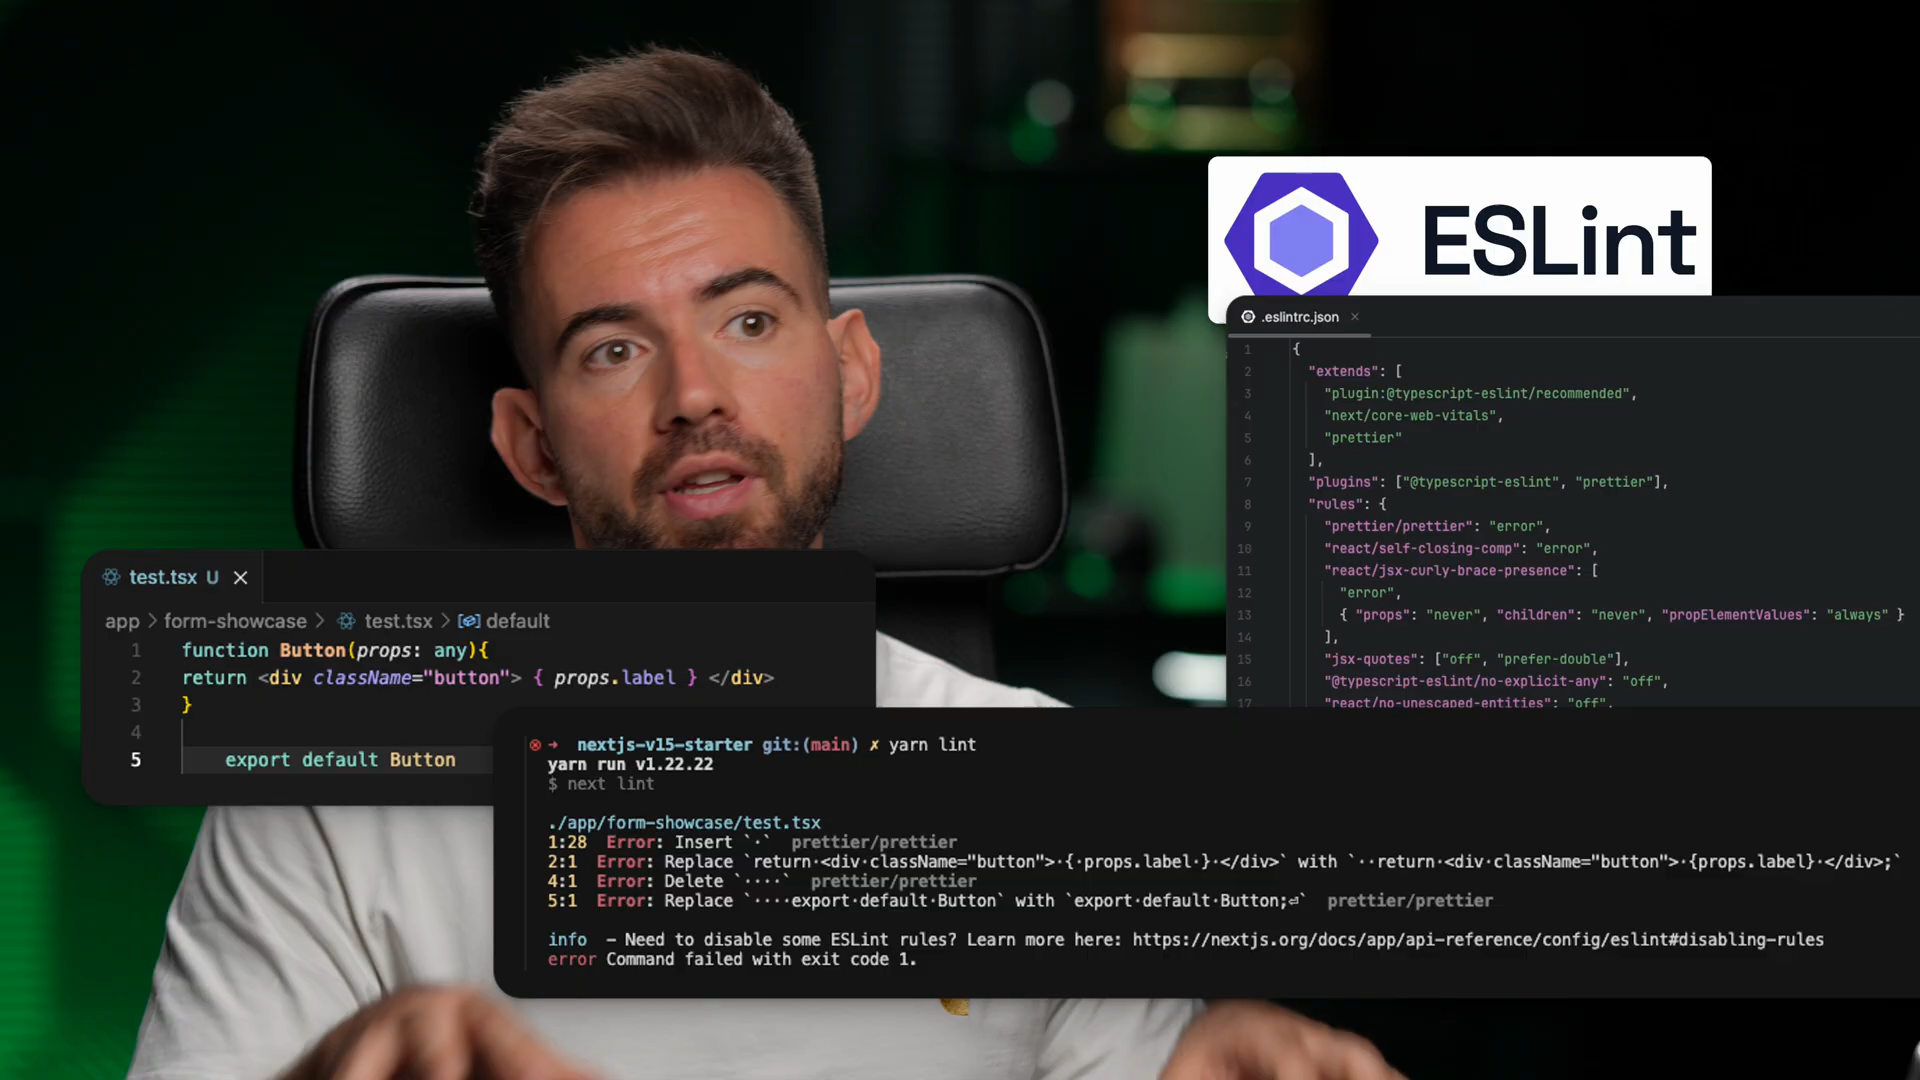 ESLint
.eslintrc.json
1 {
2 "extends": [
3 "plugin:@typescript-eslint/recommended",
4 "next/core-web-vitals",
5 "prettier"
6 ],
7 "plugins": ["@typescript-eslint", "prettier"],
8 "rules": {
9 "prettier/prettier": "error",
10 "react/self-closing-comp": "error",
11 "react/jsx-curly-brace-presence": [
12 "error",
13 { "props": "never", "children": "never", "propElementValues": "always" }
14 ],
15 "jsx-quotes": ["off", "prefer-double"],
16 "@typescript-eslint/no-explicit-any": "off",
17 "react/no-unescaped-entities": "off",
test.tsx U
app > form-showcase > test.tsx > default
1 function Button(props: any){
2 return <div className="button"> { props.label } </div>
3 }
4
5 export default Button
→ nextjs-v15-starter git:(main) ✗ yarn lint
yarn run v1.22.22
$ next lint
./app/form-showcase/test.tsx
1:28 Error: Insert `·` prettier/prettier
2:1 Error: Replace `return·<div·className="button">·{·props.label·}·</div>` with `··return·<div·className="button">·{props.label}·</div>;`
4:1 Error: Delete `····` prettier/prettier
5:1 Error: Replace `····export·default·Button` with `export·default·Button;⏎` prettier/prettier
info – Need to disable some ESLint rules? Learn more here: https://nextjs.org/docs/app/api-reference/config/eslint#disabling-rules
error Command failed with exit code 1.